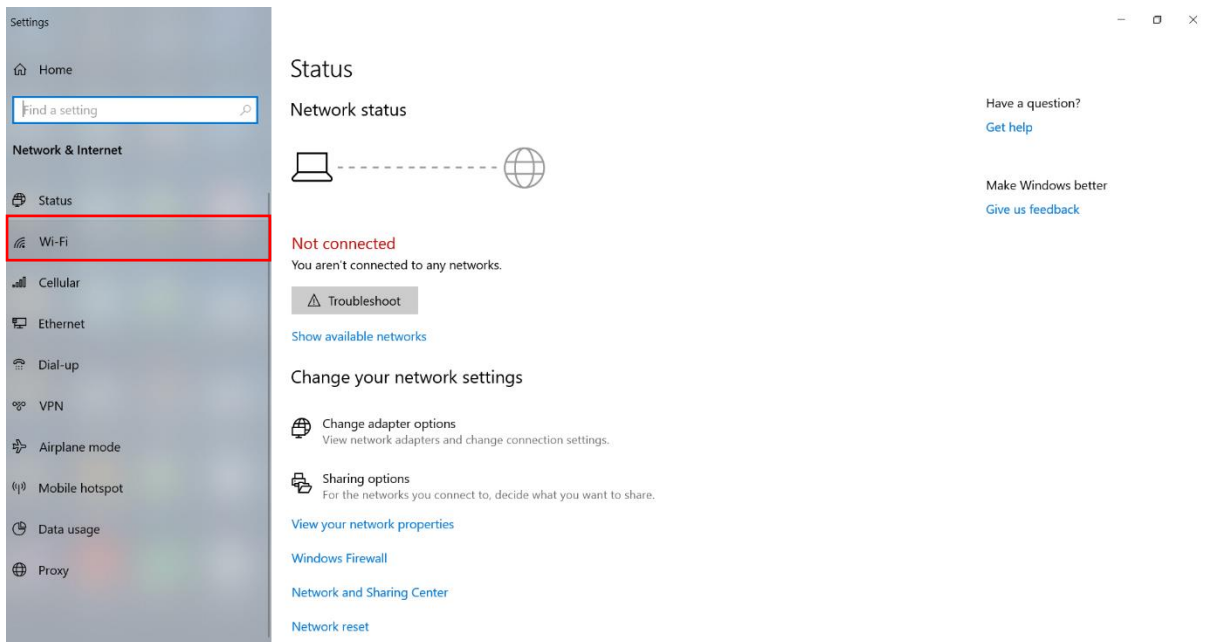 Settings
Home
Find a setting
Network & Internet
Status
Wi-Fi
Cellular
Ethernet
Dial-up
VPN
Airplane mode
Mobile hotspot
Data usage
Proxy
Status
Network status
Not connected
You aren't connected to any networks.
Troubleshoot
Show available networks
Change your network settings
Change adapter options
View network adapters and change connection settings.
Sharing options
For the networks you connect to, decide what you want to share.
View your network properties
Windows Firewall
Network and Sharing Center
Network reset
Have a question?
Get help
Make Windows better
Give us feedback